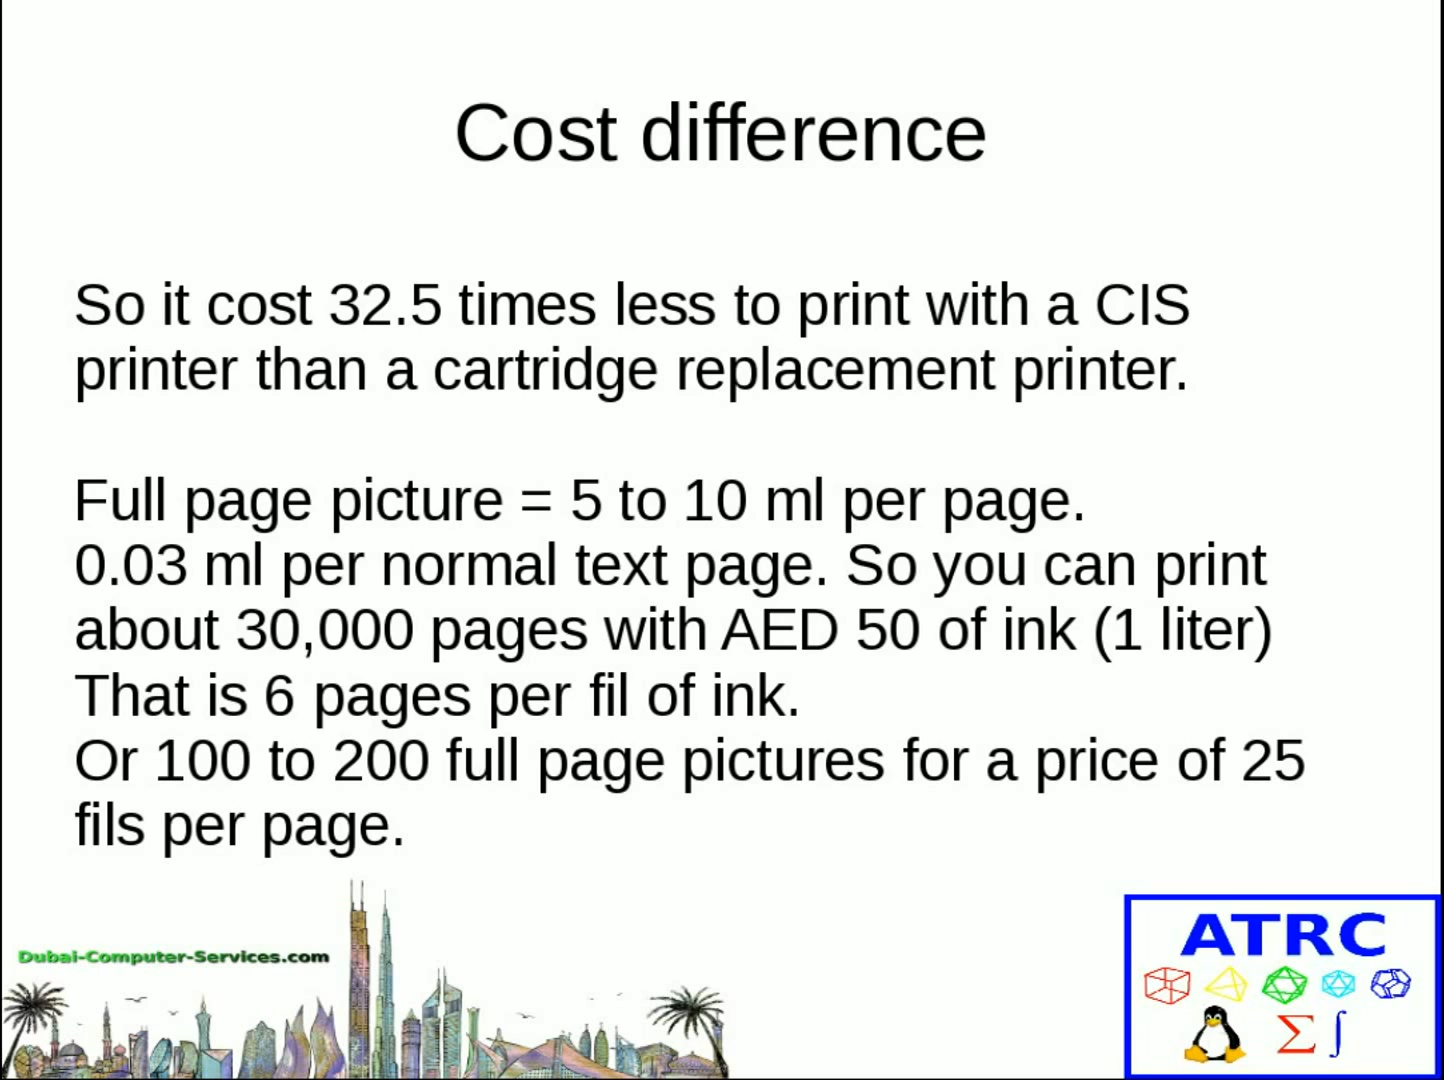 Cost difference
So it cost 32.5 times less to print with a CIS
printer than a cartridge replacement printer.
Full page picture = 5 to 10 ml per page.
0.03 ml per normal text page. So you can print
about 30,000 pages with AED 50 of ink (1 liter)
That is 6 pages per fil of ink.
Or 100 to 200 full page pictures for a price of 25
fils per page.
Dubai-Computer-Services.com
ATRC
Σ ∫